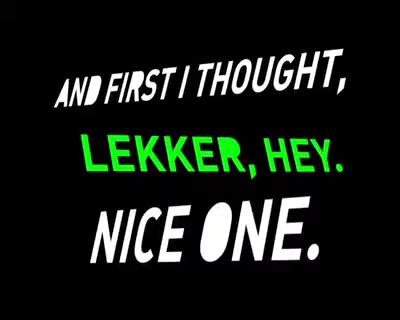 AND FIRST I THOUGHT,
LEKKER, HEY.
NICE ONE.